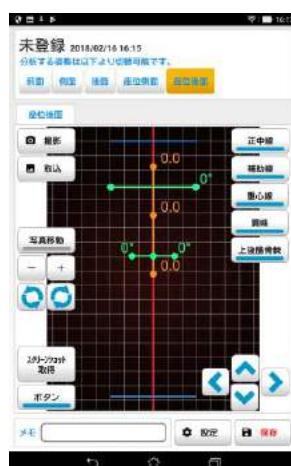 16:1
未登録 2018/02/16 16:15
分析する姿勢は以下より切替可能です。
前面 側面 後面 座位側面 座位後面
座位後面
撮影
取込
写真移動
- +
スクリーンショット
取得
ボタン
正中線
補助線
重心線
上後腸骨棘
0.0
0°
0.0
0° 0°
0.0
メモ
設定
保存